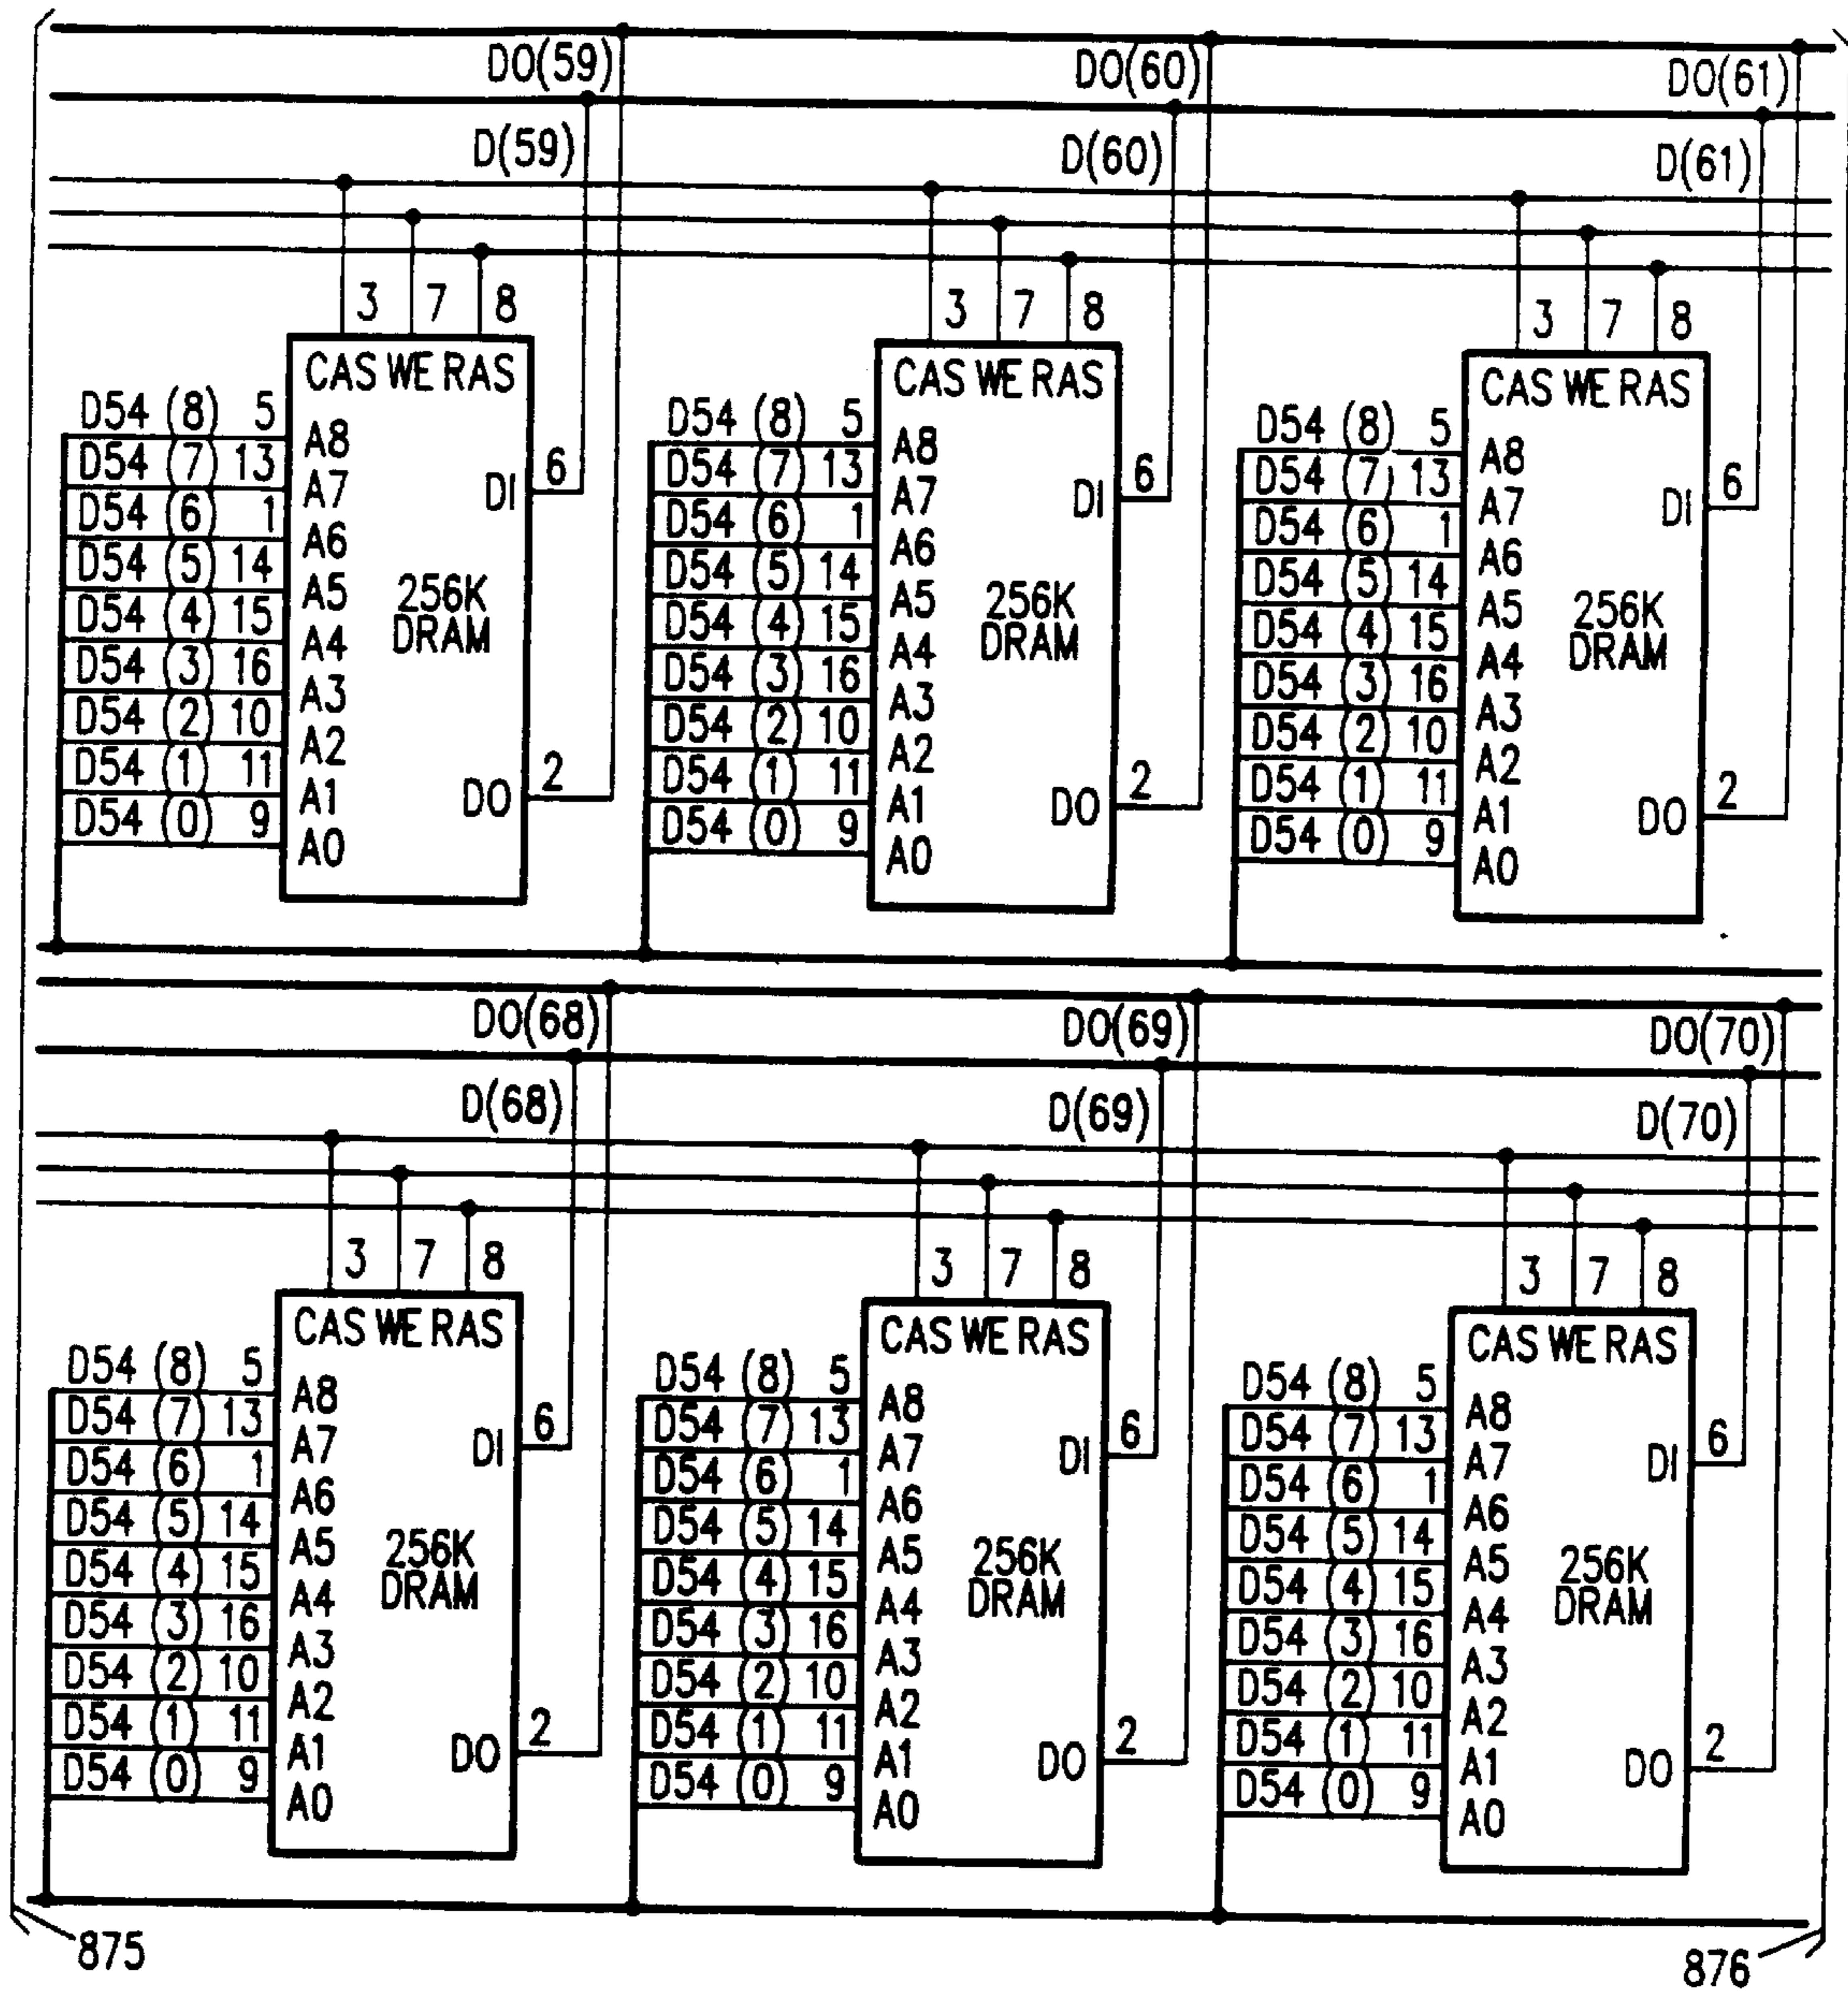 DO(59) DO(60) DO(61)
D(59) D(60) D(61)
3 7 8 3 7 8 3 7 8
CAS WE RAS CAS WE RAS CAS WE RAS
D54 (8) 5 A8 D54 (8) 5 A8 D54 (8) 5 A8
D54 (7) 13 A7 DI 6 D54 (7) 13 A7 DI 6 D54 (7) 13 A7 DI 6
D54 (6) 1 A6 D54 (6) 1 A6 D54 (6) 1 A6
D54 (5) 14 A5 256K D54 (5) 14 A5 256K D54 (5) 14 A5 256K
D54 (4) 15 A4 DRAM D54 (4) 15 A4 DRAM D54 (4) 15 A4 DRAM
D54 (3) 16 A3 D54 (3) 16 A3 D54 (3) 16 A3
D54 (2) 10 A2 D54 (2) 10 A2 D54 (2) 10 A2
D54 (1) 11 A1 DO 2 D54 (1) 11 A1 DO 2 D54 (1) 11 A1 DO 2
D54 (0) 9 A0 D54 (0) 9 A0 D54 (0) 9 A0
DO(68) DO(69) DO(70)
D(68) D(69) D(70)
3 7 8 3 7 8 3 7 8
CAS WE RAS CAS WE RAS CAS WE RAS
D54 (8) 5 A8 D54 (8) 5 A8 D54 (8) 5 A8
D54 (7) 13 A7 DI 6 D54 (7) 13 A7 DI 6 D54 (7) 13 A7 DI 6
D54 (6) 1 A6 D54 (6) 1 A6 D54 (6) 1 A6
D54 (5) 14 A5 256K D54 (5) 14 A5 256K D54 (5) 14 A5 256K
D54 (4) 15 A4 DRAM D54 (4) 15 A4 DRAM D54 (4) 15 A4 DRAM
D54 (3) 16 A3 D54 (3) 16 A3 D54 (3) 16 A3
D54 (2) 10 A2 D54 (2) 10 A2 D54 (2) 10 A2
D54 (1) 11 A1 DO 2 D54 (1) 11 A1 DO 2 D54 (1) 11 A1 DO 2
D54 (0) 9 A0 D54 (0) 9 A0 D54 (0) 9 A0
875 876